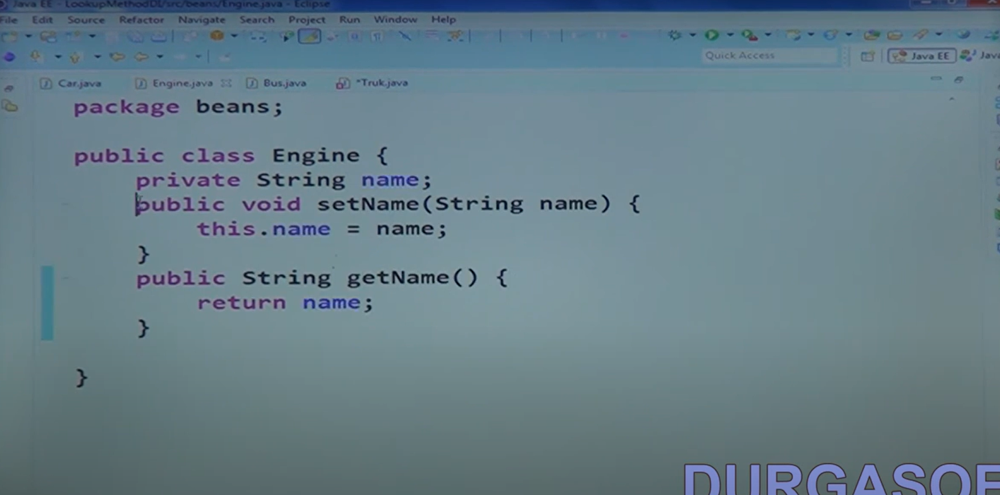 Java EE - LookupMethodDI/src/beans/Engine.java - Eclipse
File Edit Source Refactor Navigate Search Project Run Window Help
Quick Access
Java EE
Java
Car.java Engine.java Bus.java *Truk.java
package beans;
public class Engine {
private String name;
public void setName(String name) {
this.name = name;
}
public String getName() {
return name;
}
}
DURGASOF